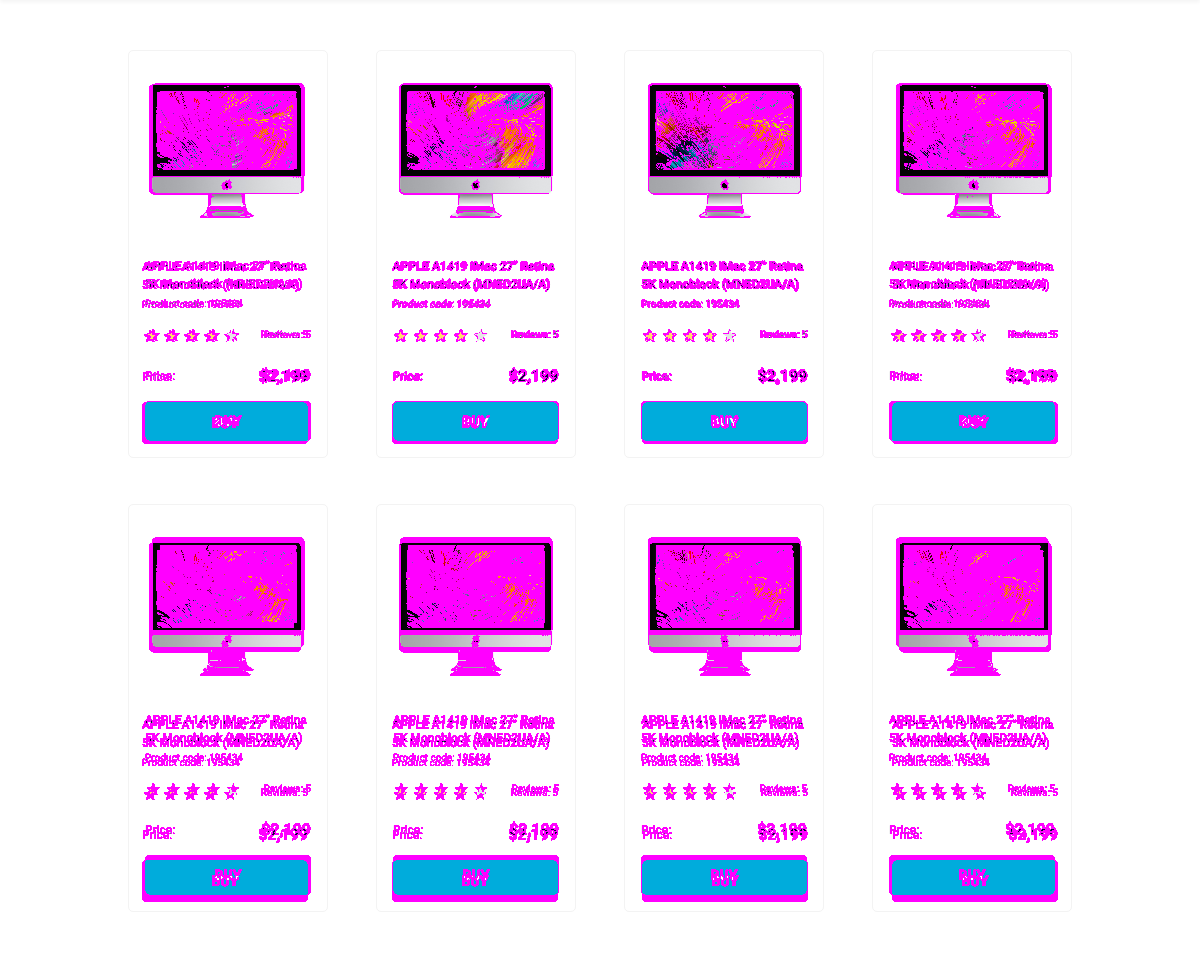 APPLE A1419 iMac 27" Retina
5K Monoblock (MNED2UA/A)
Product code: 195434
Reviews: 5
Price: $2,199
BUY
APPLE A1419 iMac 27" Retina
5K Monoblock (MNED2UA/A)
Product code: 195434
Reviews: 5
Price: $2,199
BUY
APPLE A1419 iMac 27" Retina
5K Monoblock (MNED2UA/A)
Product code: 195434
Reviews: 5
Price: $2,199
BUY
APPLE A1419 iMac 27" Retina
5K Monoblock (MNED2UA/A)
Product code: 195434
Reviews: 5
Price: $2,199
BUY
APPLE A1419 iMac 27" Retina
5K Monoblock (MNED2UA/A)
Product code: 195434
Reviews: 5
Price: $2,199
BUY
APPLE A1419 iMac 27" Retina
5K Monoblock (MNED2UA/A)
Product code: 195434
Reviews: 5
Price: $2,199
BUY
APPLE A1419 iMac 27" Retina
5K Monoblock (MNED2UA/A)
Product code: 195434
Reviews: 5
Price: $2,199
BUY
APPLE A1419 iMac 27" Retina
5K Monoblock (MNED2UA/A)
Product code: 195434
Reviews: 5
Price: $2,199
BUY